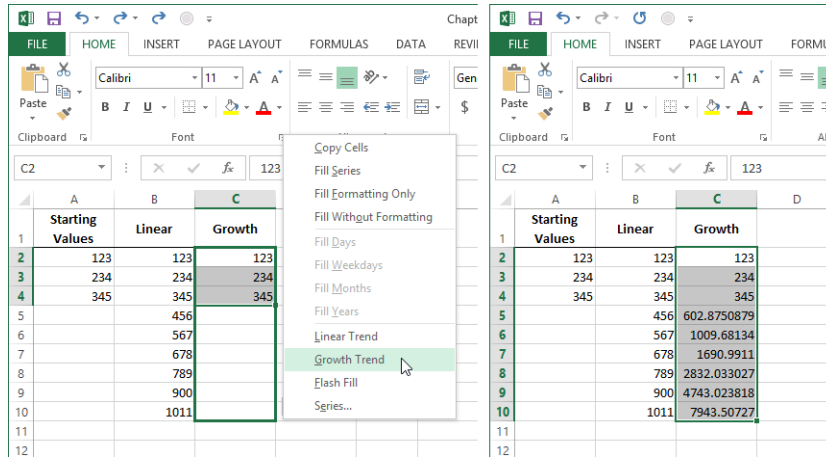 Chapt
FILE HOME INSERT PAGE LAYOUT FORMULAS DATA REVI
Calibri 11 A A Gen
Paste B I U A $
Clipboard Font
C2 fx 123
A B C
1 Starting Values Linear Growth
2 123 123 123
3 234 234 234
4 345 345 345
5 456
6 567
7 678
8 789
9 900
10 1011
11
12
Copy Cells
Fill Series
Fill Formatting Only
Fill Without Formatting
Fill Days
Fill Weekdays
Fill Months
Fill Years
Linear Trend
Growth Trend
Flash Fill
Series...
FILE HOME INSERT PAGE LAYOUT FORMU
Calibri 11 A A
Paste B I U A
Clipboard Font Al
C2 fx 123
A B C D
1 Starting Values Linear Growth
2 123 123 123
3 234 234 234
4 345 345 345
5 456 602.8750879
6 567 1009.68134
7 678 1690.9911
8 789 2832.033027
9 900 4743.023818
10 1011 7943.50727
11
12